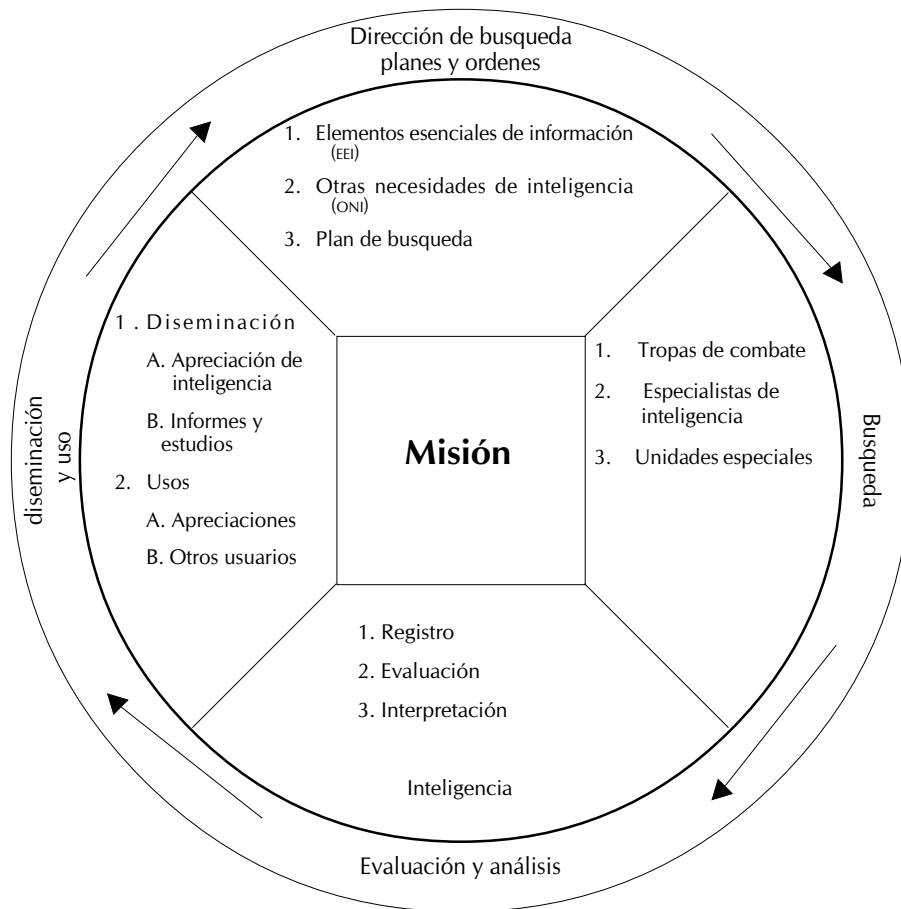 Dirección de busqueda
planes y ordenes
1. Elementos esenciales de información
(EEI)
2. Otras necesidades de inteligencia
(ONI)
3. Plan de busqueda
1. Tropas de combate
2. Especialistas de
inteligencia
3. Unidades especiales
Busqueda
Misión
1. Diseminación
A. Apreciación de
inteligencia
B. Informes y
estudios
2. Usos
A. Apreciaciones
B. Otros usuarios
diseminación
y uso
1. Registro
2. Evaluación
3. Interpretación
Inteligencia
Evaluación y análisis